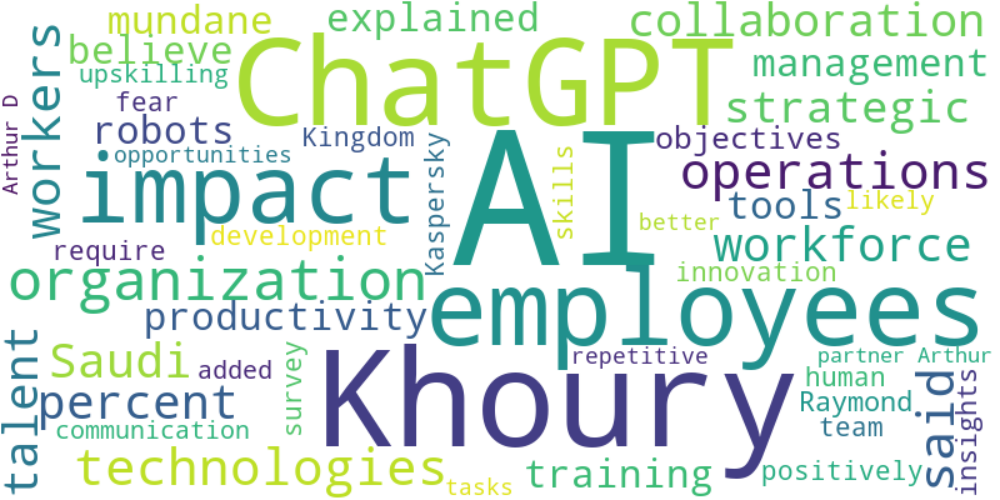 mundane
explained
collaboration
believe
ChatGPT
management
upskilling
workers
fear
strategic
Arthur D
robots
Kingdom
objectives
opportunities
AI
operations
impact
Kaspersky
skills
tools
likely
better
development
workforce
require
innovation
organization
employees
productivity
talent
Saudi
added
survey
Khoury
repetitive
partner Arthur
human
percent
Raymond
said
insights
communication
team
technologies
training
positively
tasks